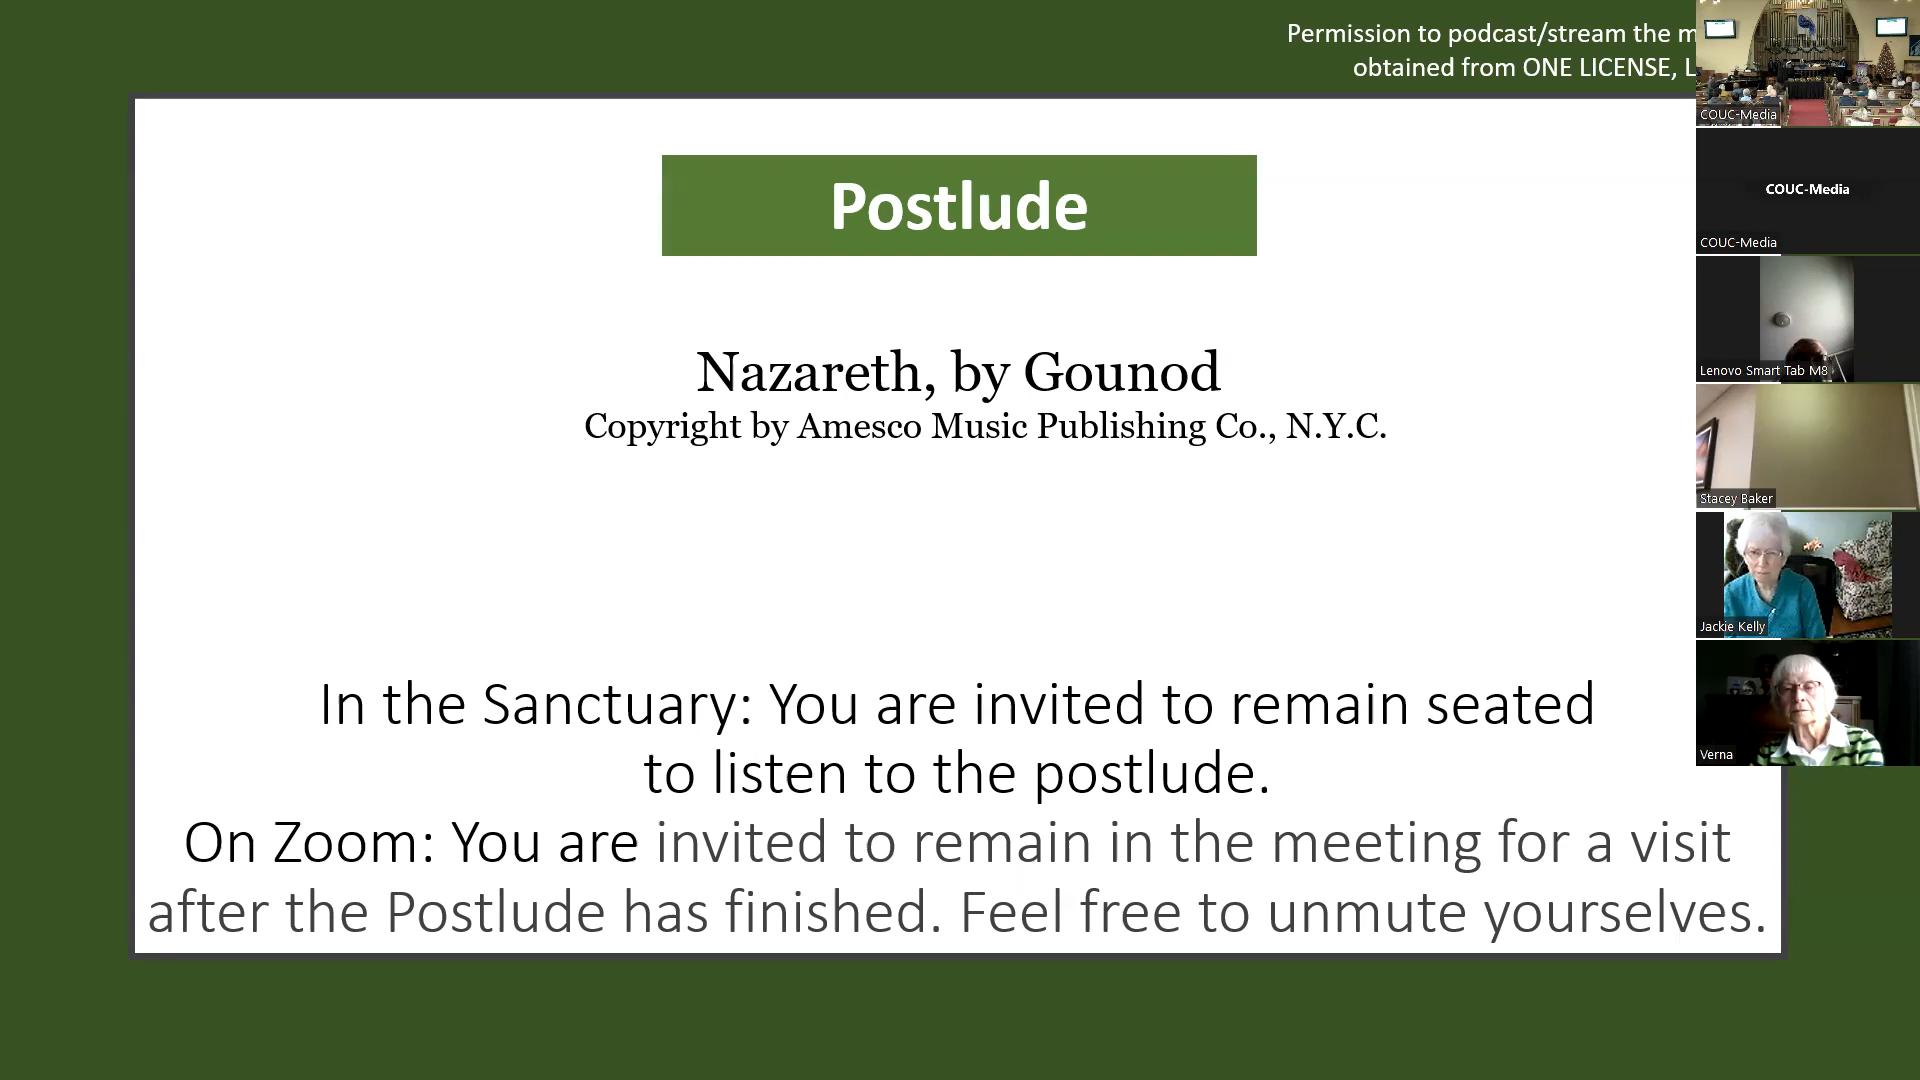 Permission to podcast/stream the m
obtained from ONE LICENSE, L
Postlude
Nazareth, by Gounod
Copyright by Amesco Music Publishing Co., N.Y.C.
In the Sanctuary: You are invited to remain seated
to listen to the postlude.
On Zoom: You are invited to remain in the meeting for a visit
after the Postlude has finished. Feel free to unmute yourselves.
COUC-Media
COUC-Media
COUC-Media
Lenovo Smart Tab M8
Stacey Baker
Jackie Kelly
Verna